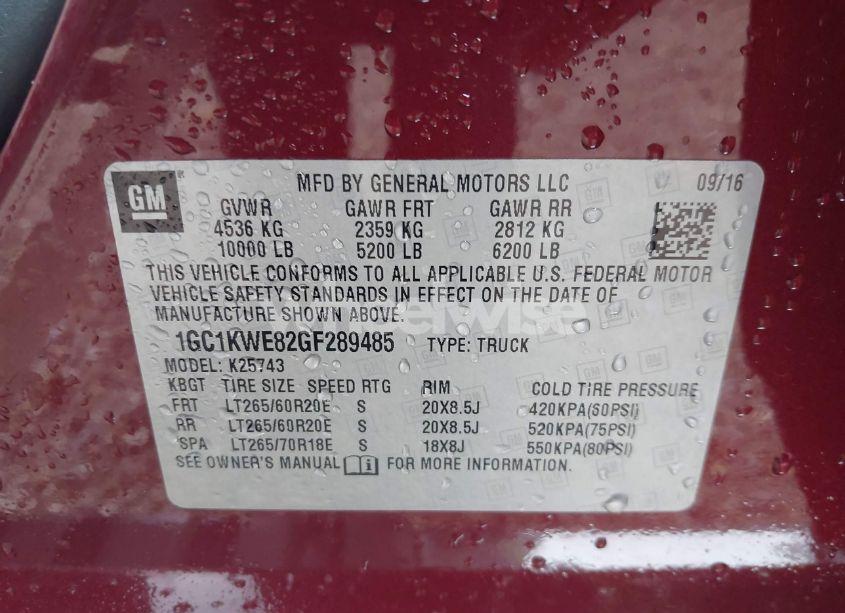 GM
MFD BY GENERAL MOTORS LLC 09/16
GVWR GAWR FRT GAWR RR
4536 KG 2359 KG 2812 KG
10000 LB 5200 LB 6200 LB
THIS VEHICLE CONFORMS TO ALL APPLICABLE U.S. FEDERAL MOTOR
VEHICLE SAFETY STANDARDS IN EFFECT ON THE DATE OF
MANUFACTURE SHOWN ABOVE.
1GC1KWE82GF289485 TYPE: TRUCK
MODEL: K25743
KBGT TIRE SIZE SPEED RTG RIM COLD TIRE PRESSURE
FRT LT265/60R20E S 20X8.5J 420KPA(60PSI)
RR LT265/60R20E S 20X8.5J 520KPA(75PSI)
SPA LT265/70R18E S 18X8J 550KPA(80PSI)
SEE OWNER'S MANUAL i FOR MORE INFORMATION.